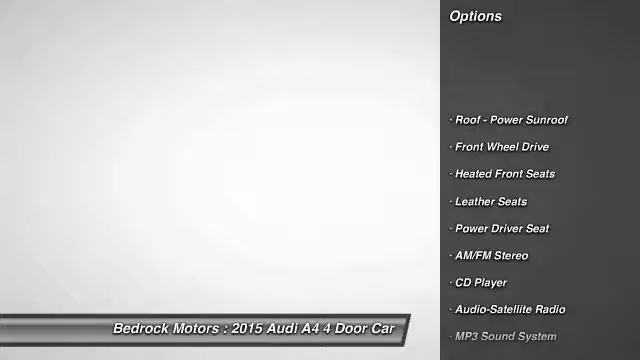 Options
· Roof - Power Sunroof
· Front Wheel Drive
· Heated Front Seats
· Leather Seats
· Power Driver Seat
· AM/FM Stereo
· CD Player
· Audio-Satellite Radio
· MP3 Sound System
Bedrock Motors : 2015 Audi A4 4 Door Car